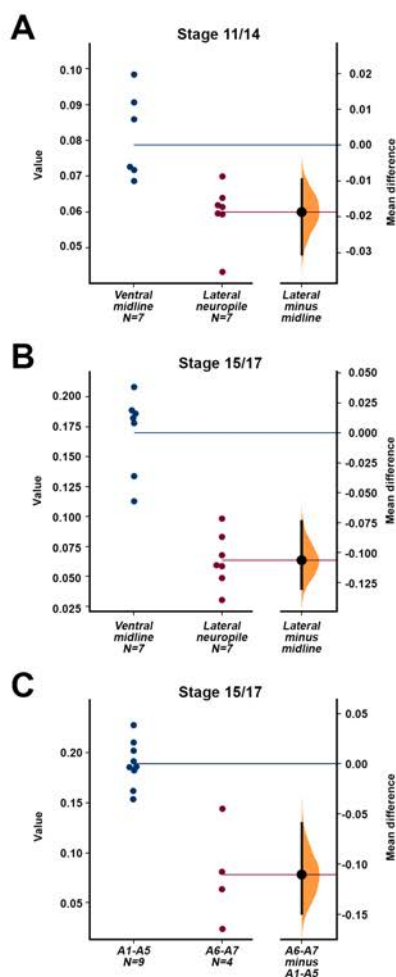 A
Stage 11/14
0.10
0.09
0.08
0.07
0.06
0.05
Value
0.02
0.01
0.00
-0.01
-0.02
-0.03
Mean difference
Ventral midline N=7
Lateral neuropile N=7
Lateral minus midline
B
Stage 15/17
0.200
0.175
0.150
0.125
0.100
0.075
0.050
0.025
Value
0.050
0.025
0.000
-0.025
-0.050
-0.075
-0.100
-0.125
Mean difference
Ventral midline N=7
Lateral neuropile N=7
Lateral minus midline
C
Stage 15/17
0.20
0.15
0.10
0.05
Value
0.05
0.00
-0.05
-0.10
-0.15
Mean difference
A1-A5 N=9
A6-A7 N=4
A6-A7 minus A1-A5